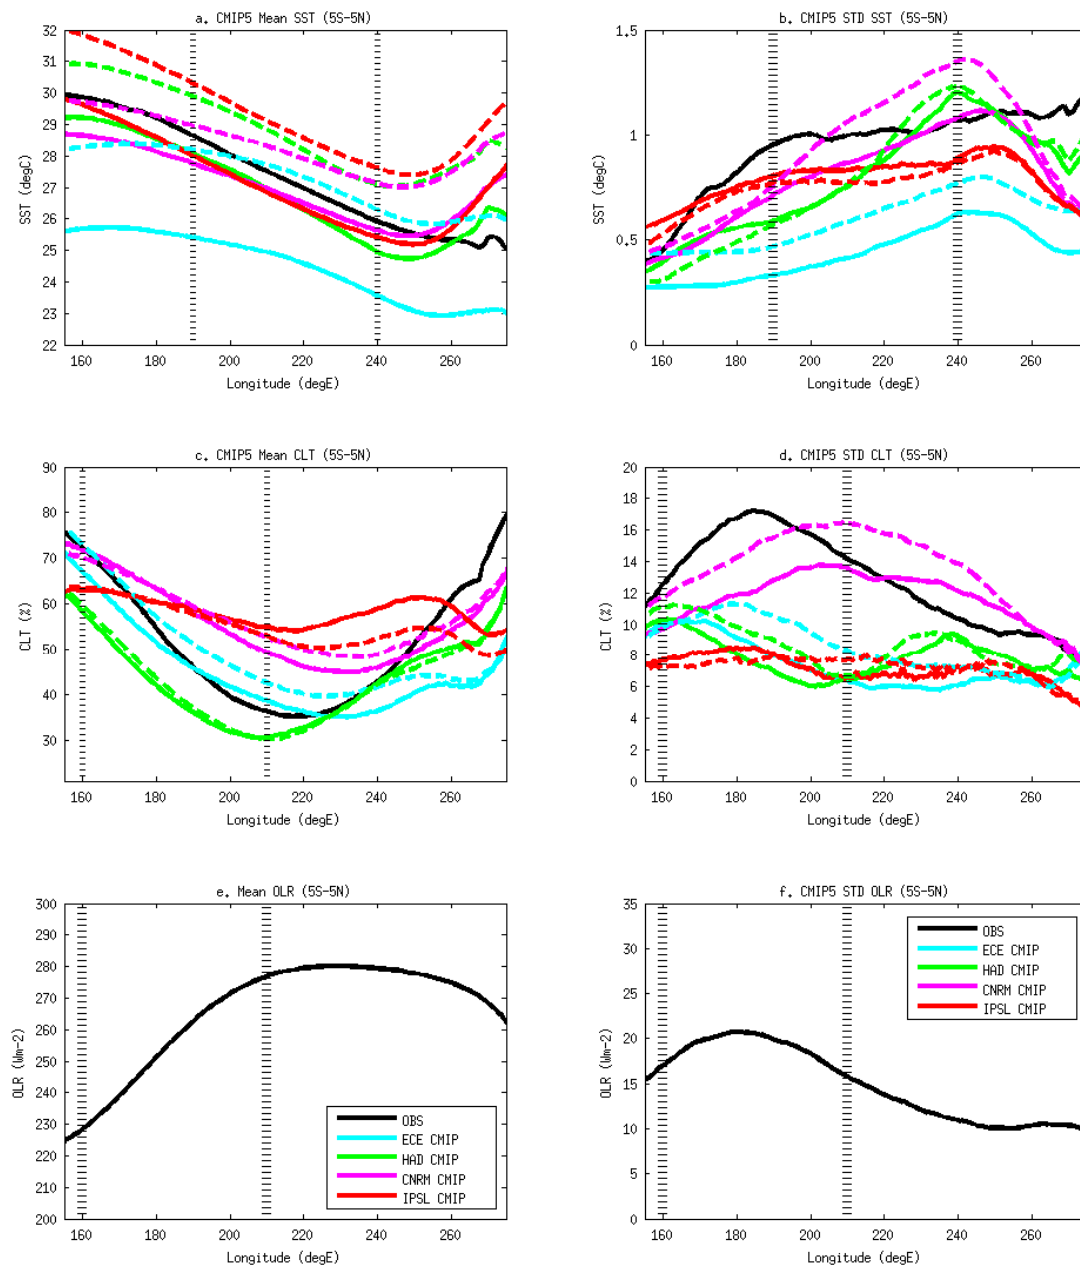 a. CMIP5 Mean SST (5S-5N)
32
31
30
29
28
27
26
25
24
23
22
SST (degC)
160 180 200 220 240 260
Longitude (degE)
b. CMIP5 STD SST (5S-5N)
1.5
1
0.5
0
SST (degC)
160 180 200 220 240 260
Longitude (degE)
c. CMIP5 Mean CLT (5S-5N)
90
80
70
60
50
40
30
CLT (%)
160 180 200 220 240 260
Longitude (degE)
d. CMIP5 STD CLT (5S-5N)
20
18
16
14
12
10
8
6
4
2
0
CLT (%)
160 180 200 220 240 260
Longitude (degE)
e. Mean OLR (5S-5N)
300
290
280
270
260
250
240
230
220
210
200
OLR (Wm-2)
160 180 200 220 240 260
Longitude (degE)
OBS
ECE CMIP
HAD CMIP
CNRM CMIP
IPSL CMIP
f. CMIP5 STD OLR (5S-5N)
35
30
25
20
15
10
5
0
OLR (Wm-2)
160 180 200 220 240 260
Longitude (degE)
OBS
ECE CMIP
HAD CMIP
CNRM CMIP
IPSL CMIP